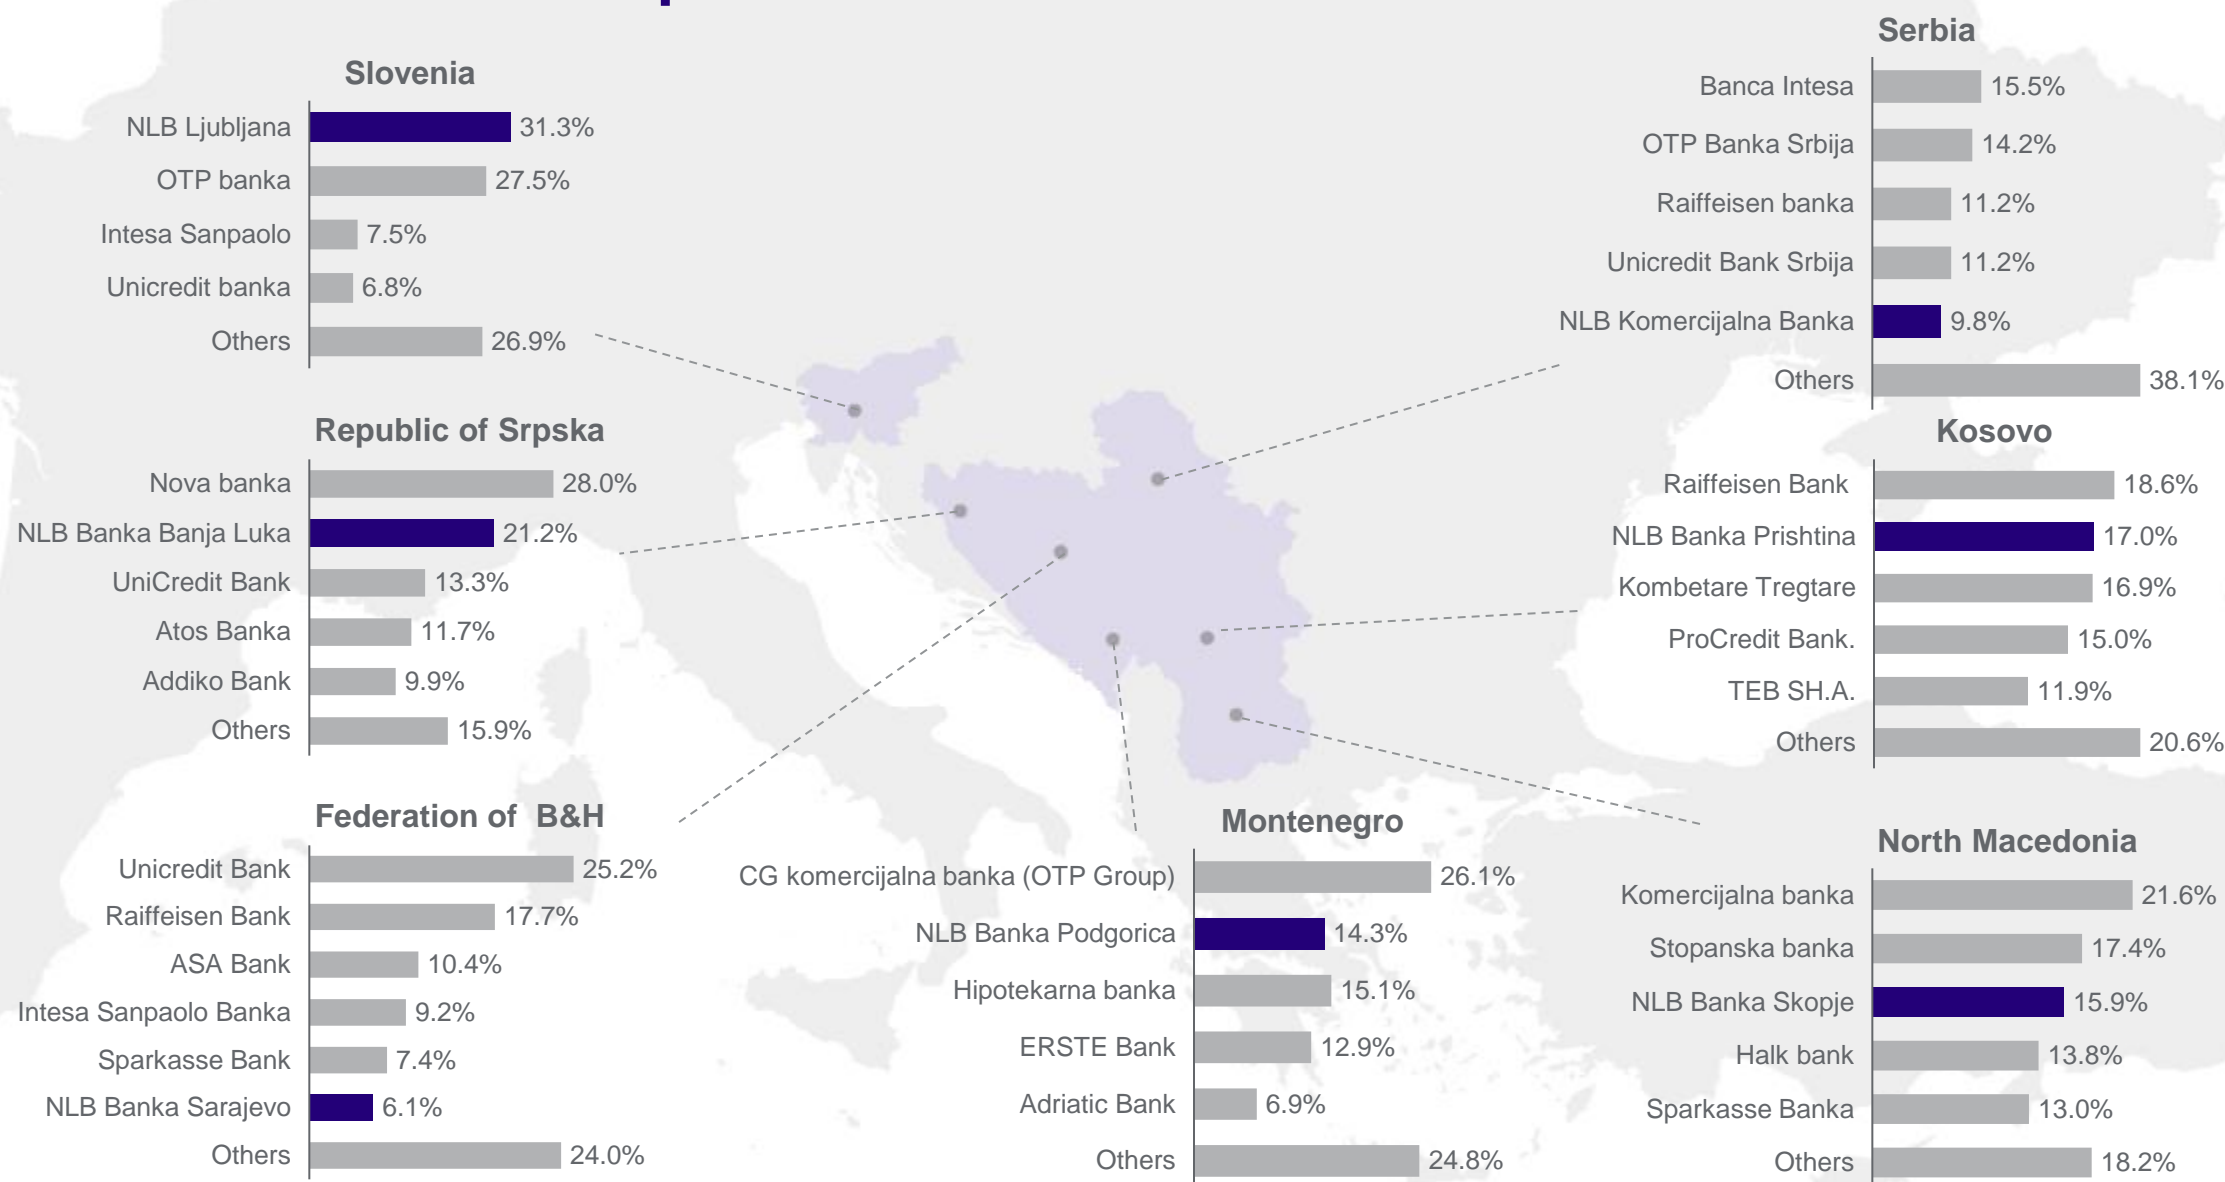 Slovenia
NLB Ljubljana 31.3%
OTP banka 27.5%
Intesa Sanpaolo 7.5%
Unicredit banka 6.8%
Others 26.9%
Republic of Srpska
Nova banka 28.0%
NLB Banka Banja Luka 21.2%
UniCredit Bank 13.3%
Atos Banka 11.7%
Addiko Bank 9.9%
Others 15.9%
Federation of B&H
Unicredit Bank 25.2%
Raiffeisen Bank 17.7%
ASA Bank 10.4%
Intesa Sanpaolo Banka 9.2%
Sparkasse Bank 7.4%
NLB Banka Sarajevo 6.1%
Others 24.0%
Montenegro
CG komercijalna banka (OTP Group) 26.1%
NLB Banka Podgorica 14.3%
Hipotekarna banka 15.1%
ERSTE Bank 12.9%
Adriatic Bank 6.9%
Others 24.8%
Serbia
Banca Intesa 15.5%
OTP Banka Srbija 14.2%
Raiffeisen banka 11.2%
Unicredit Bank Srbija 11.2%
NLB Komercijalna Banka 9.8%
Others 38.1%
Kosovo
Raiffeisen Bank 18.6%
NLB Banka Prishtina 17.0%
Kombetare Tregtare 16.9%
ProCredit Bank. 15.0%
TEB SH.A. 11.9%
Others 20.6%
North Macedonia
Komercijalna banka 21.6%
Stopanska banka 17.4%
NLB Banka Skopje 15.9%
Halk bank 13.8%
Sparkasse Banka 13.0%
Others 18.2%